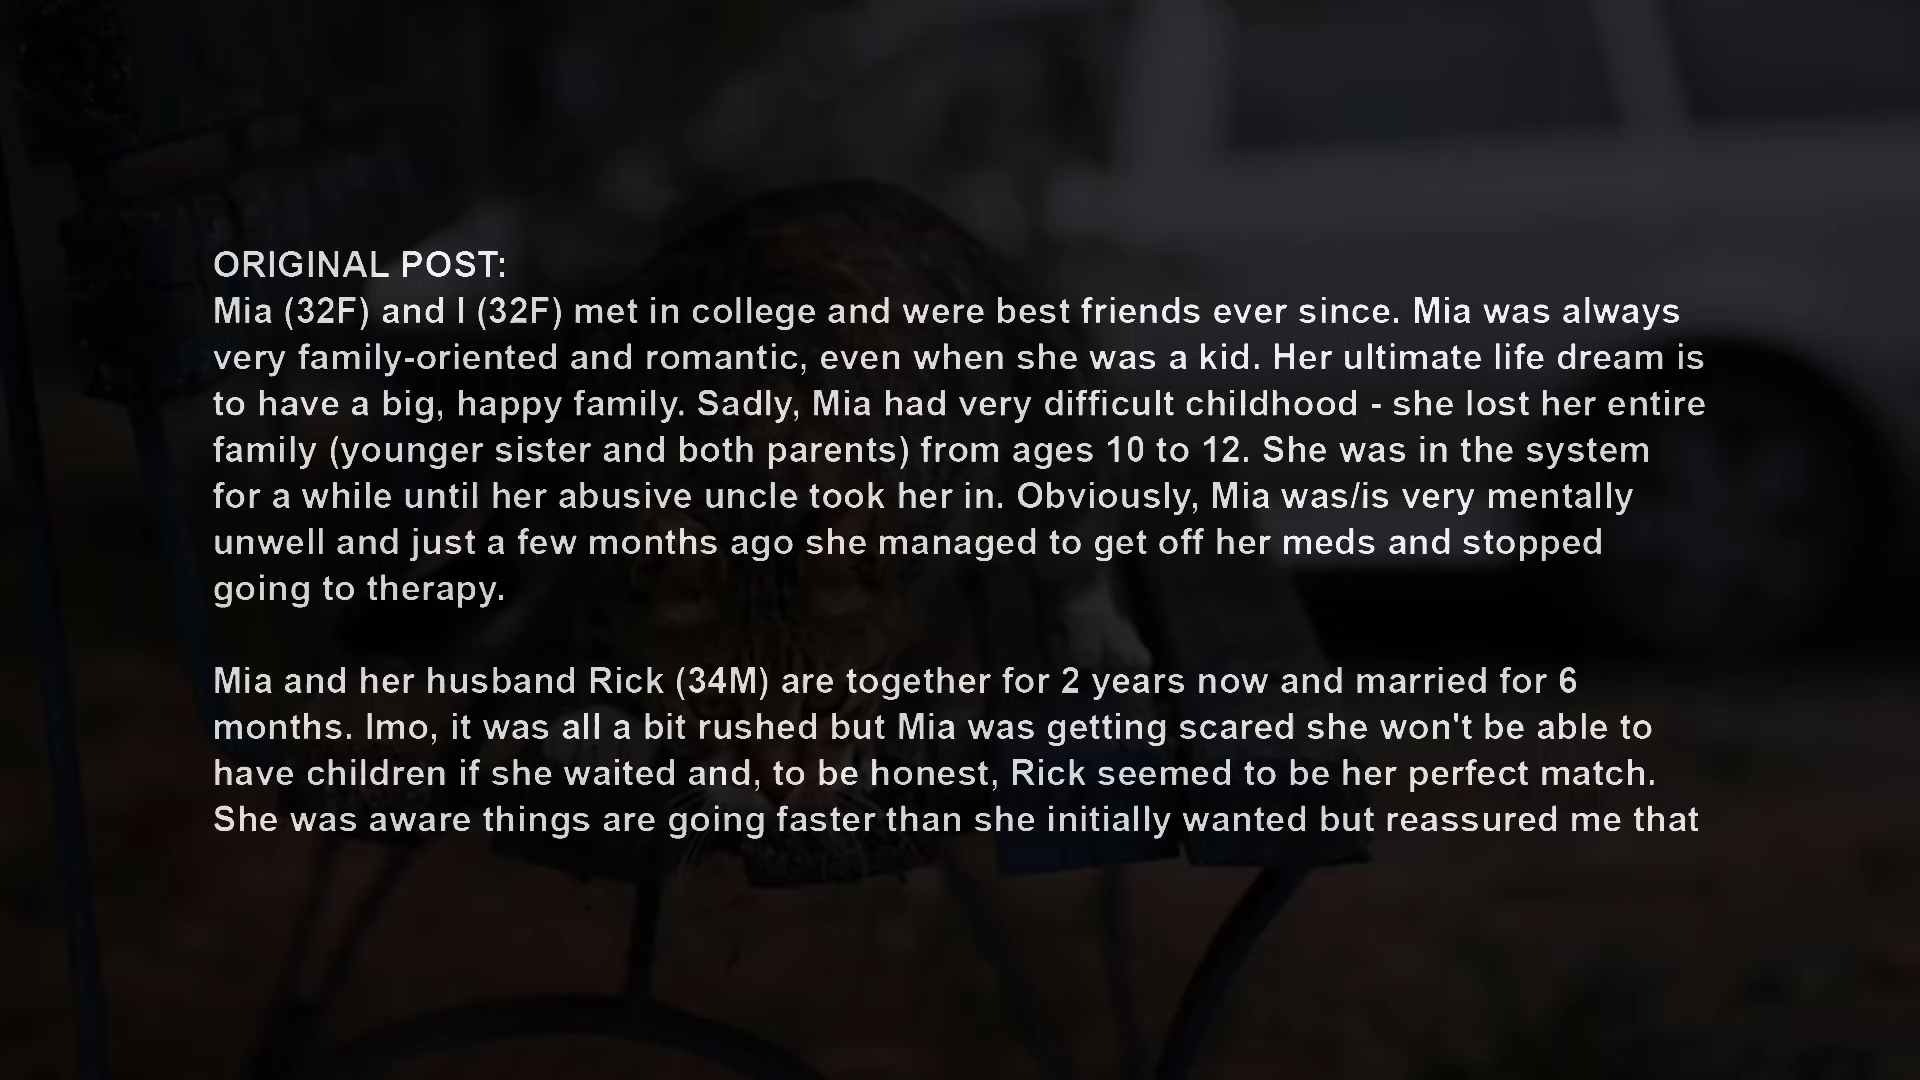 ORIGINAL POST:
Mia (32F) and I (32F) met in college and were best friends ever since. Mia was always
very family-oriented and romantic, even when she was a kid. Her ultimate life dream is
to have a big, happy family. Sadly, Mia had very difficult childhood - she lost her entire
family (younger sister and both parents) from ages 10 to 12. She was in the system
for a while until her abusive uncle took her in. Obviously, Mia was/is very mentally
unwell and just a few months ago she managed to get off her meds and stopped
going to therapy.
Mia and her husband Rick (34M) are together for 2 years now and married for 6
months. Imo, it was all a bit rushed but Mia was getting scared she won't be able to
have children if she waited and, to be honest, Rick seemed to be her perfect match.
She was aware things are going faster than she initially wanted but reassured me that